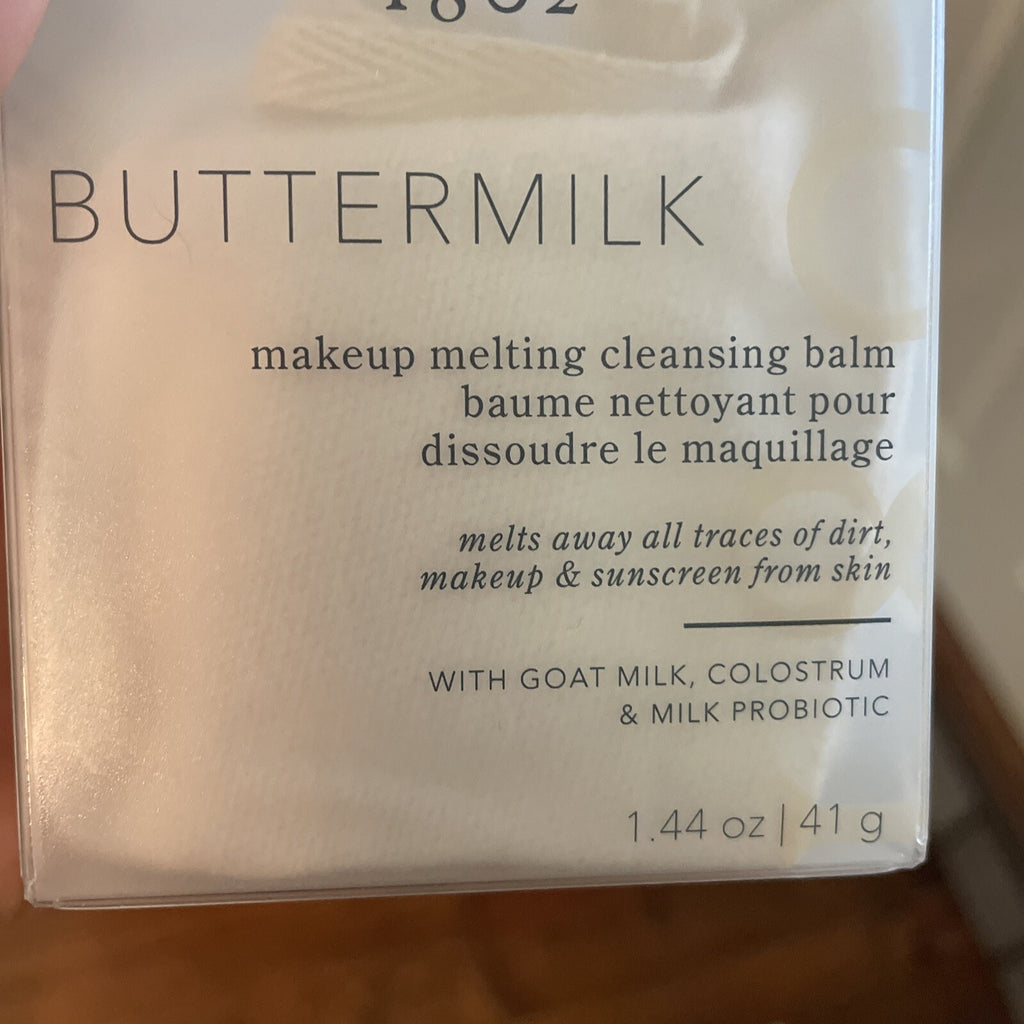 1802
BUTTERMILK
makeup melting cleansing balm
baume nettoyant pour
dissoudre le maquillage
melts away all traces of dirt,
makeup & sunscreen from skin
WITH GOAT MILK, COLOSTRUM
& MILK PROBIOTIC
1.44 oz | 41 g